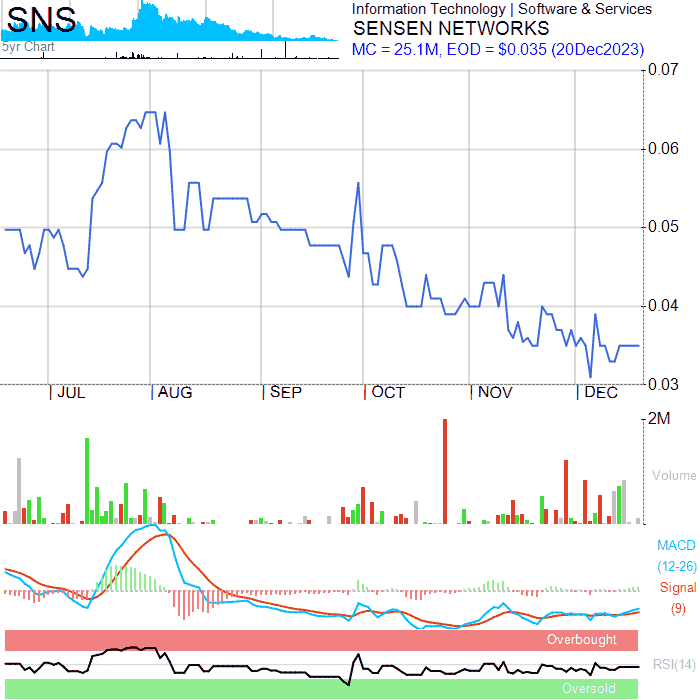 SNS
5yr Chart
Information Technology | Software & Services
SENSEN NETWORKS
MC = 25.1M, EOD = $0.035 (20Dec2023)
0.07
0.06
0.05
0.04
0.03
JUL AUG SEP OCT NOV DEC
2M
Volume
MACD
(12-26)
Signal
(9)
Overbought
RSI(14)
Oversold